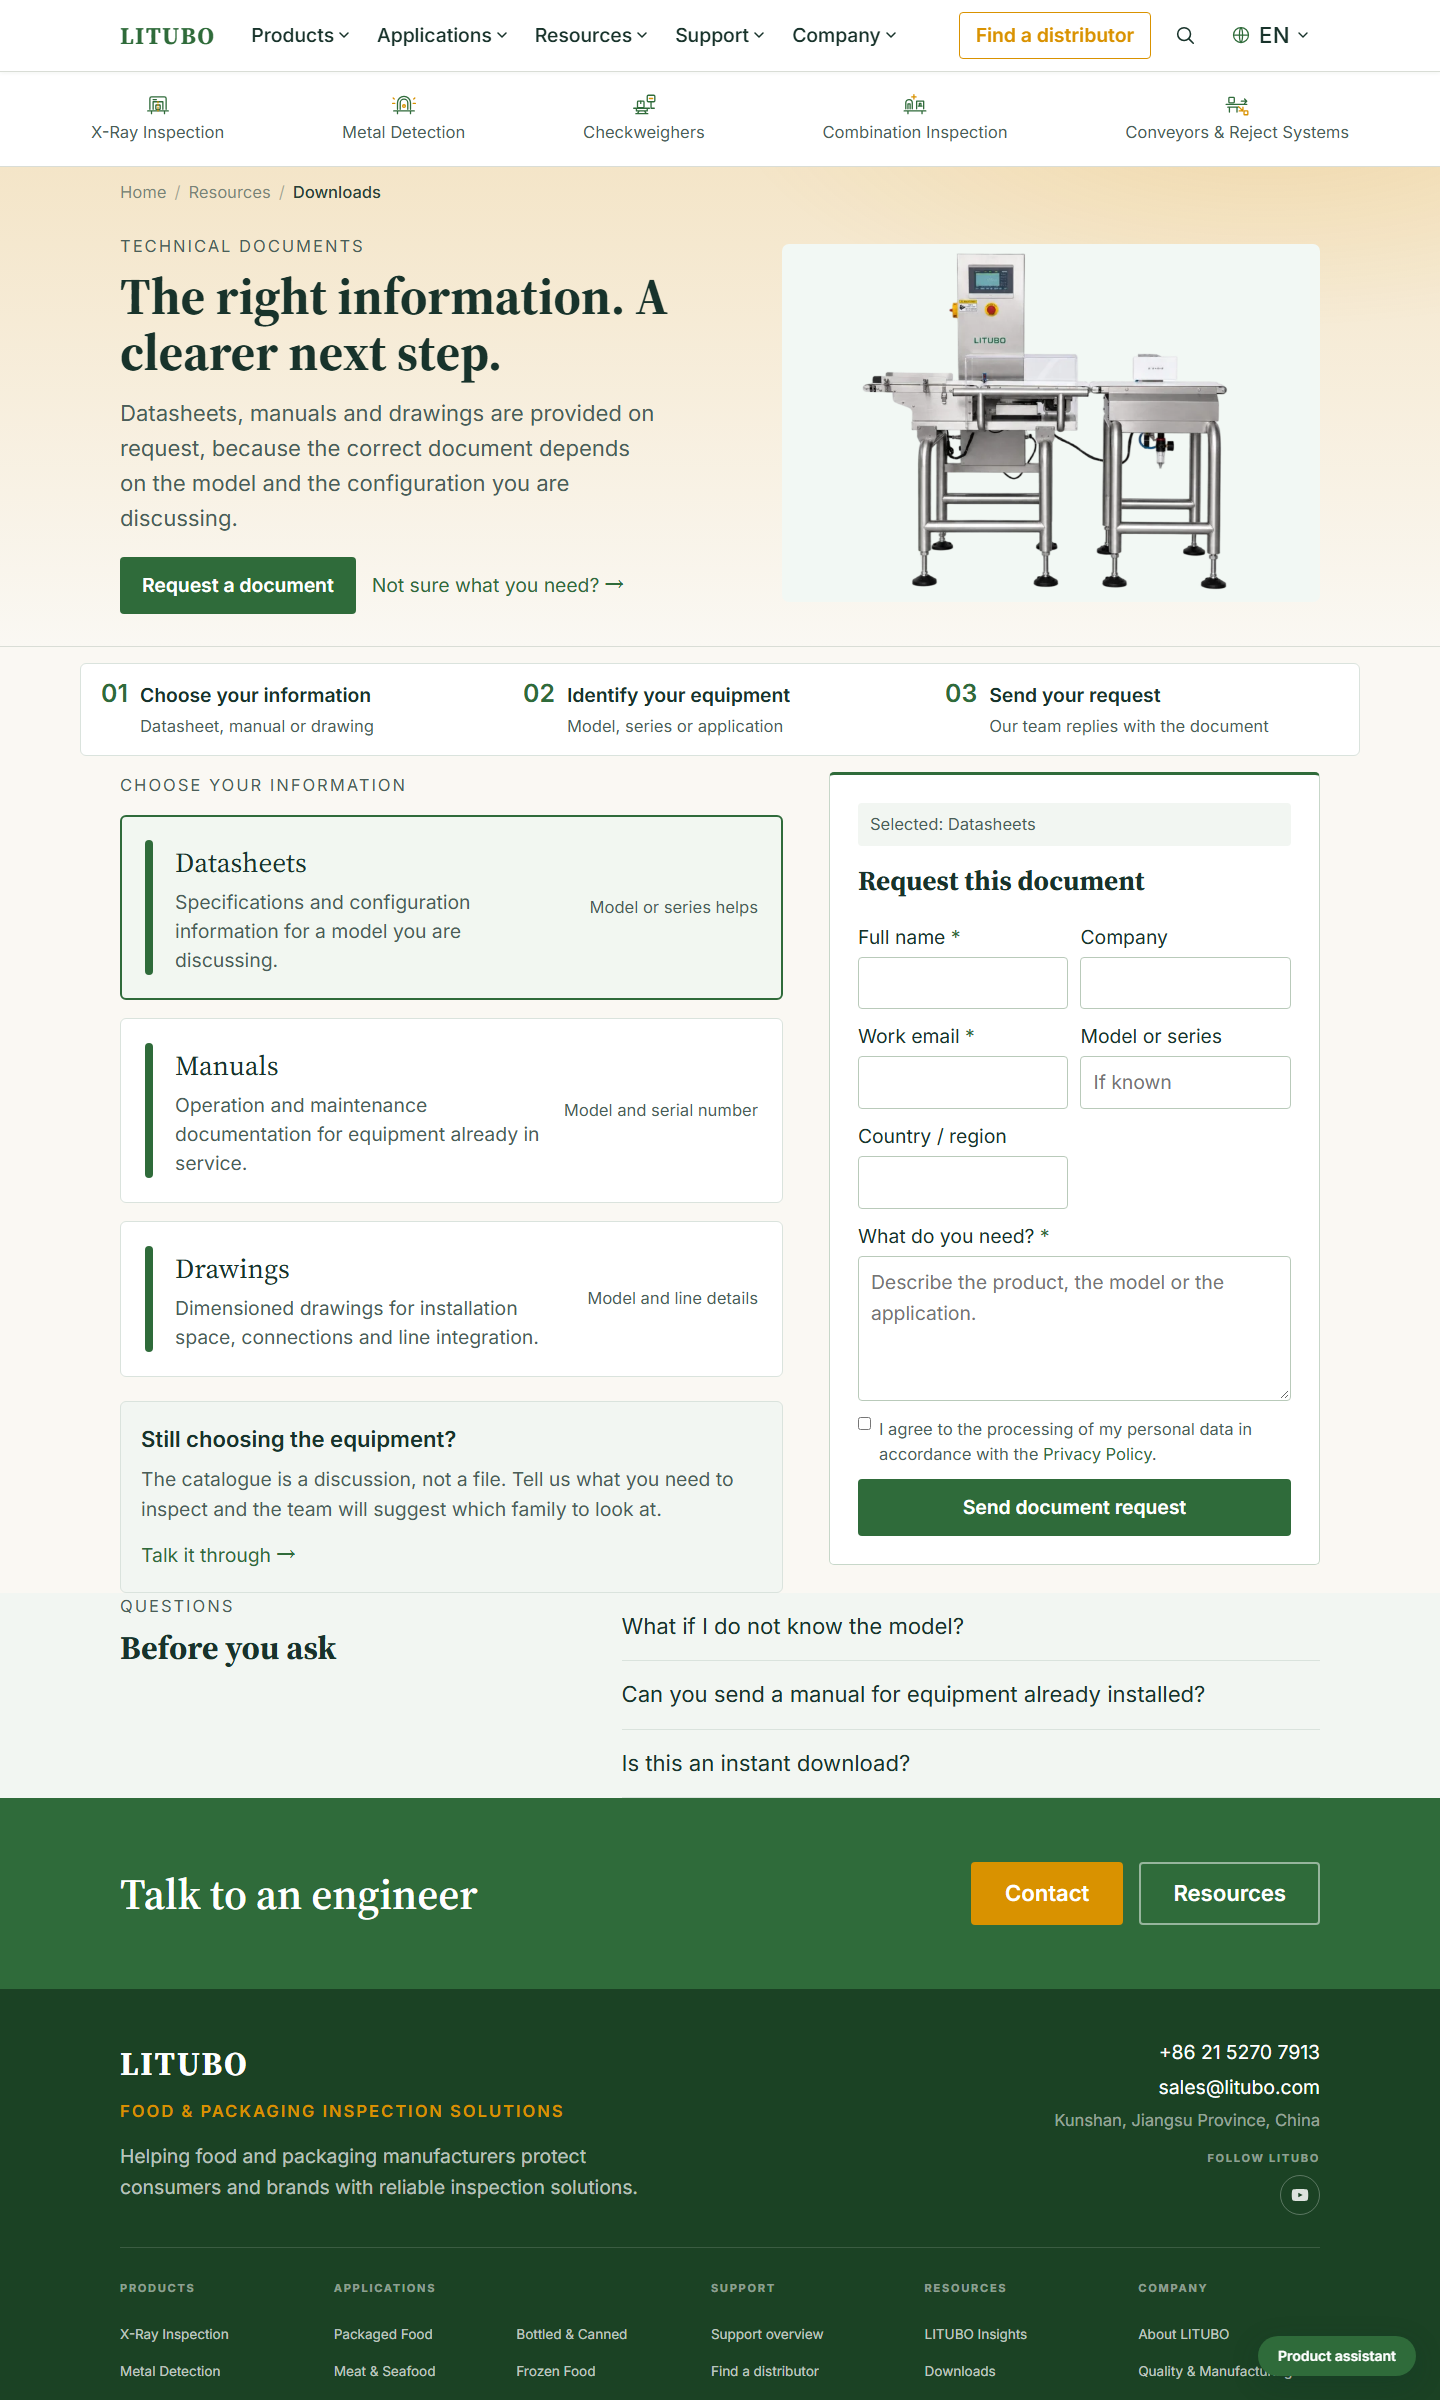 LITUBO
Products
Applications
Resources
Support
Company
Find a distributor
EN
X-Ray Inspection
Metal Detection
Checkweighers
Combination Inspection
Conveyors & Reject Systems
Home / Resources / Downloads
TECHNICAL DOCUMENTS
The right information. A
clearer next step.
Datasheets, manuals and drawings are provided on
request, because the correct document depends
on the model and the configuration you are
discussing.
Request a document
Not sure what you need? →
LITUBO
01 Choose your information
Datasheet, manual or drawing
02 Identify your equipment
Model, series or application
03 Send your request
Our team replies with the document
CHOOSE YOUR INFORMATION
Datasheets
Specifications and configuration
information for a model you are
discussing.
Model or series helps
Manuals
Operation and maintenance
documentation for equipment already in
service.
Model and serial number
Drawings
Dimensioned drawings for installation
space, connections and line integration.
Model and line details
Still choosing the equipment?
The catalogue is a discussion, not a file. Tell us what you need to
inspect and the team will suggest which family to look at.
Talk it through →
Selected: Datasheets
Request this document
Full name *
Company
Work email *
Model or series
If known
Country / region
What do you need? *
Describe the product, the model or the
application.
I agree to the processing of my personal data in
accordance with the Privacy Policy.
Send document request
QUESTIONS
Before you ask
What if I do not know the model?
Can you send a manual for equipment already installed?
Is this an instant download?
Talk to an engineer
Contact
Resources
LITUBO
FOOD & PACKAGING INSPECTION SOLUTIONS
Helping food and packaging manufacturers protect
consumers and brands with reliable inspection solutions.
+86 21 5270 7913
sales@litubo.com
Kunshan, Jiangsu Province, China
FOLLOW LITUBO
PRODUCTS
X-Ray Inspection
Metal Detection
APPLICATIONS
Packaged Food
Bottled & Canned
Meat & Seafood
Frozen Food
SUPPORT
Support overview
Find a distributor
RESOURCES
LITUBO Insights
Downloads
COMPANY
About LITUBO
Quality &
Product assistant